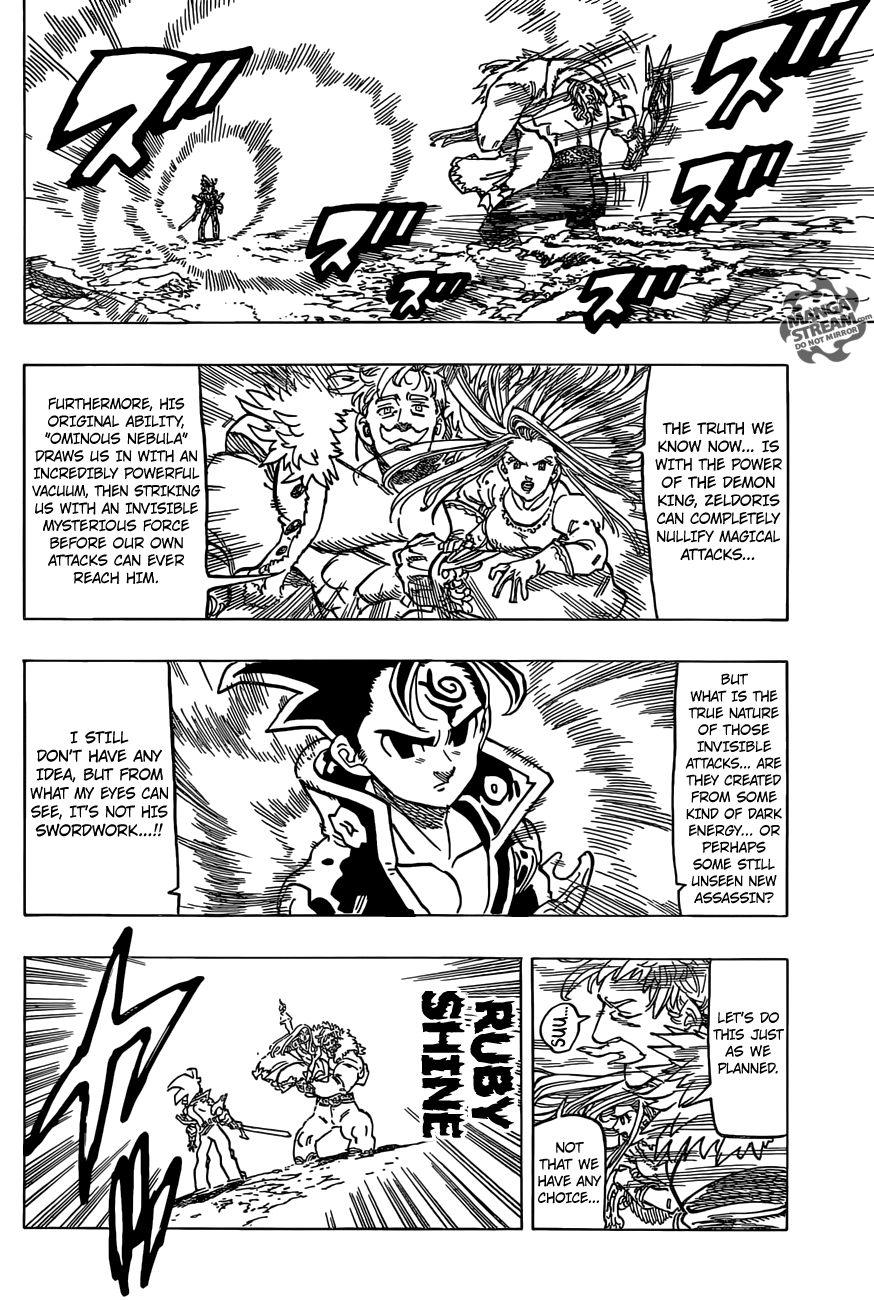 ズズ
ズズ
ズズ
ズズ
ズズ
ズズ
MANGA
STREAM.com
DO NOT MIRROR
THE TRUTH WE
KNOW NOW... IS
WITH THE POWER
OF THE DEMON
KING, ZELDORIS
CAN COMPLETELY
NULLIFY MAGICAL
ATTACKS...
FURTHERMORE, HIS
ORIGINAL ABILITY,
"OMINOUS NEBULA"
DRAWS US IN WITH AN
INCREDIBLY POWERFUL
VACUUM, THEN STRIKING
US WITH AN INVISIBLE
MYSTERIOUS FORCE
BEFORE OUR OWN
ATTACKS CAN EVER
REACH HIM.
BUT
WHAT IS THE
TRUE NATURE
OF THOSE
INVISIBLE
ATTACKS... ARE
THEY CREATED
FROM SOME
KIND OF DARK
ENERGY... OR
PERHAPS
SOME STILL
UNSEEN NEW
ASSASSIN?
I STILL
DON'T HAVE ANY
IDEA, BUT FROM
WHAT MY EYES CAN
SEE, IT'S NOT HIS
SWORDWORK...!!
LET'S DO
THIS JUST
AS WE
PLANNED.
SUU...
NOT
THAT WE
HAVE ANY
CHOICE...
RUBY
SHINE